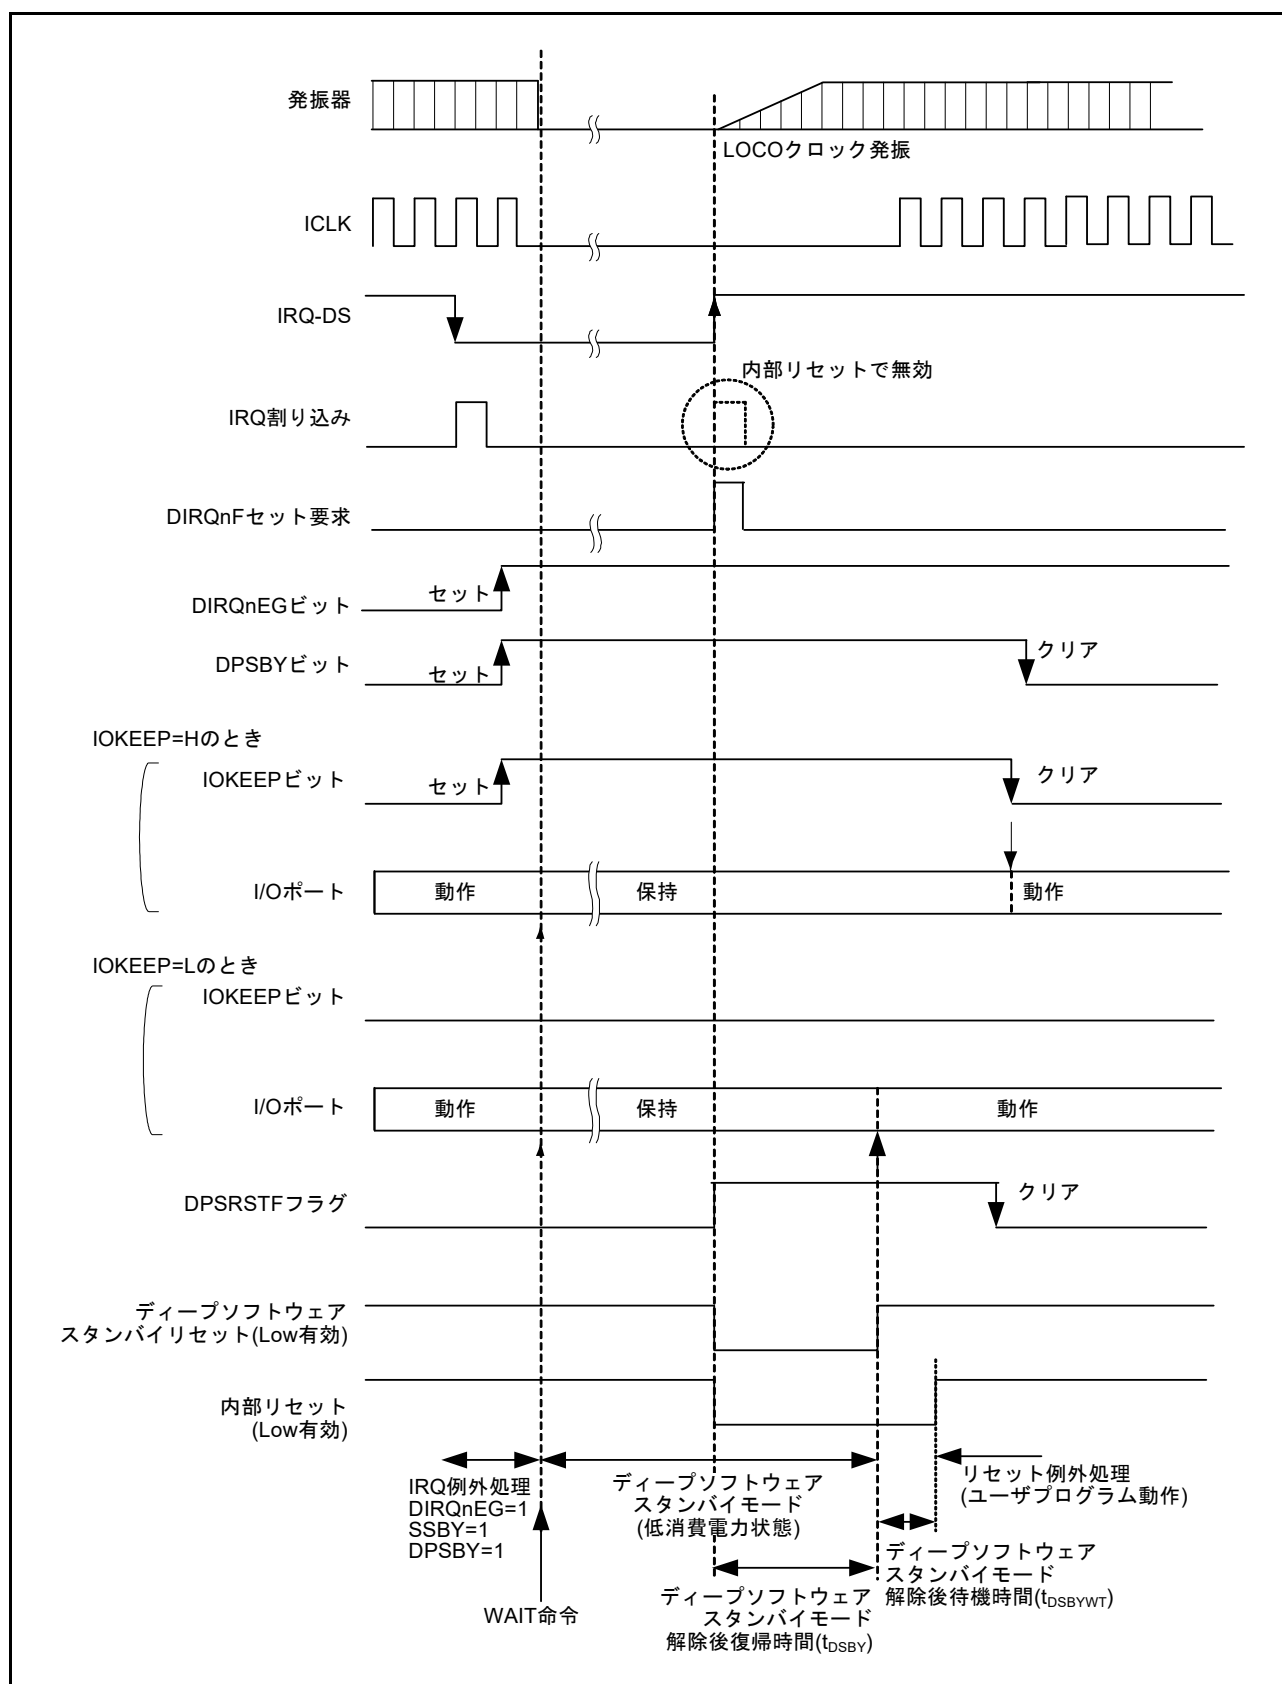 発振器
LOCOクロック発振
ICLK
IRQ-DS
内部リセットで無効
IRQ割り込み
DIRQnFセット要求
DIRQnEGビット
セット
DPSBYビット
セット
クリア
IOKEEP=Hのとき
IOKEEPビット
セット
クリア
I/Oポート
動作
保持
動作
IOKEEP=Lのとき
IOKEEPビット
I/Oポート
動作
保持
動作
DPSRSTFフラグ
クリア
ディープソフトウェア
スタンバイリセット(Low有効)
内部リセット
(Low有効)
IRQ例外処理
DIRQnEG=1
SSBY=1
DPSBY=1
WAIT命令
ディープソフトウェア
スタンバイモード
(低消費電力状態)
リセット例外処理
(ユーザプログラム動作)
ディープソフトウェア
スタンバイモード
解除後復帰時間(tDSBY)
ディープソフトウェア
スタンバイモード
解除後待機時間(tDSBYWT)